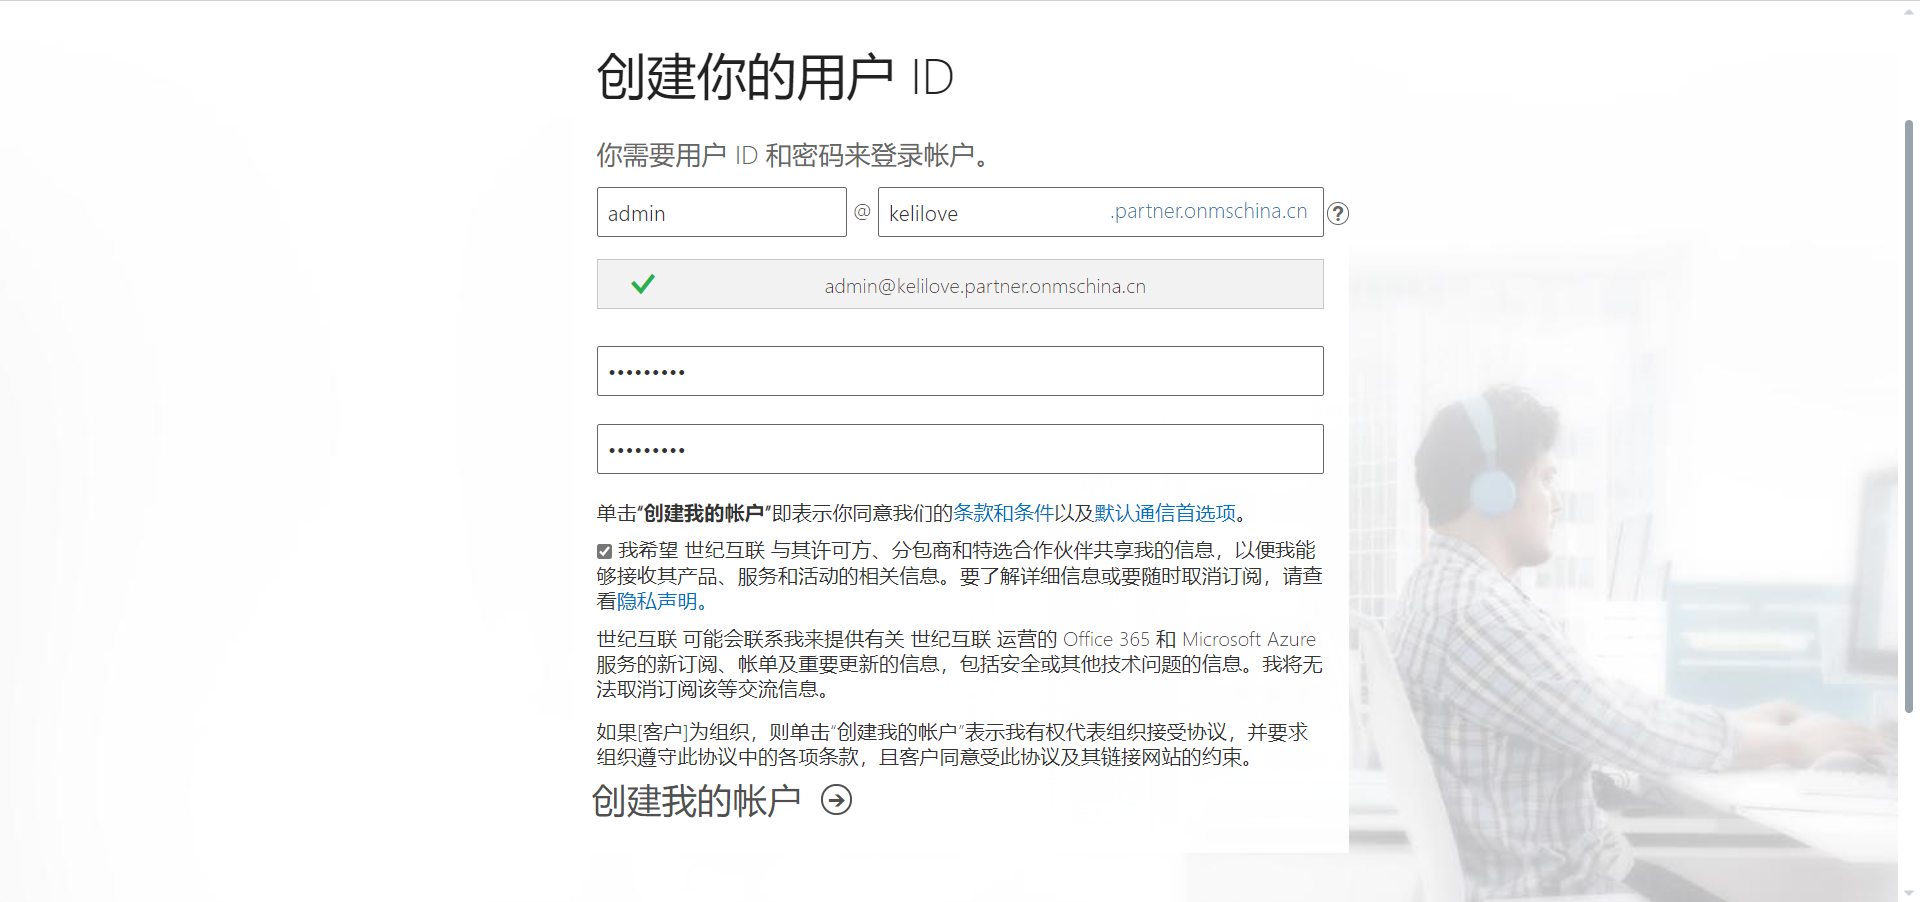 创建你的用户 ID
你需要用户 ID 和密码来登录帐户。
admin @ kelilove .partner.onmschina.cn ?
admin@kelilove.partner.onmschina.cn
•••••••••
•••••••••
单击“创建我的帐户”即表示你同意我们的条款和条件以及默认通信首选项。
我希望 世纪互联 与其许可方、分包商和特选合作伙伴共享我的信息，以便我能
够接收其产品、服务和活动的相关信息。要了解详细信息或要随时取消订阅，请查
看隐私声明。
世纪互联 可能会联系我来提供有关 世纪互联 运营的 Office 365 和 Microsoft Azure
服务的新订阅、帐单及重要更新的信息，包括安全或其他技术问题的信息。我将无
法取消订阅该等交流信息。
如果[客户]为组织，则单击“创建我的帐户”表示我有权代表组织接受协议，并要求
组织遵守此协议中的各项条款，且客户同意受此协议及其链接网站的约束。
创建我的帐户